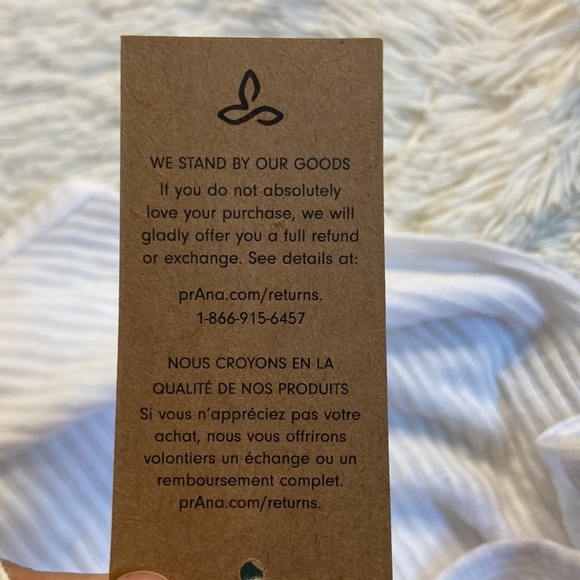 WE STAND BY OUR GOODS
If you do not absolutely
love your purchase, we will
gladly offer you a full refund
or exchange. See details at:
prAna.com/returns.
1-866-915-6457
NOUS CROYONS EN LA
QUALITÉ DE NOS PRODUITS
Si vous n'appréciez pas votre
achat, nous vous offrirons
volontiers un échange ou un
remboursement complet.
prAna.com/returns.